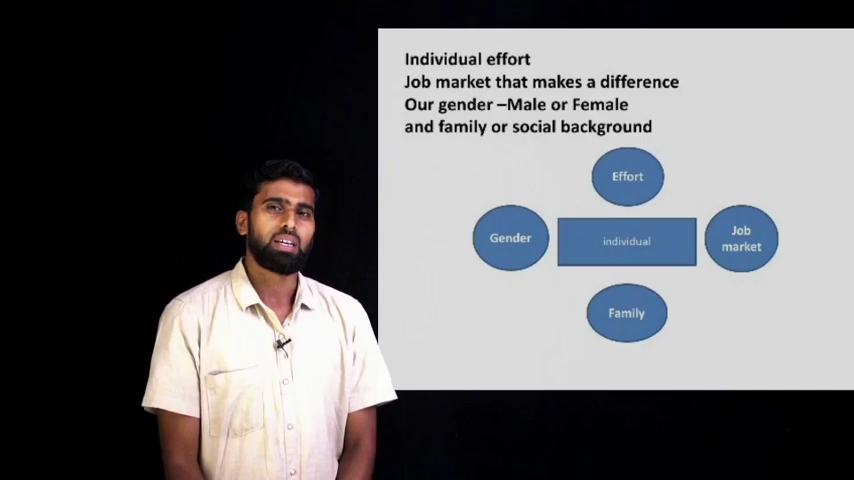 Individual effort
Job market that makes a difference
Our gender –Male or Female
and family or social background
Effort
Gender
individual
Job
market
Family